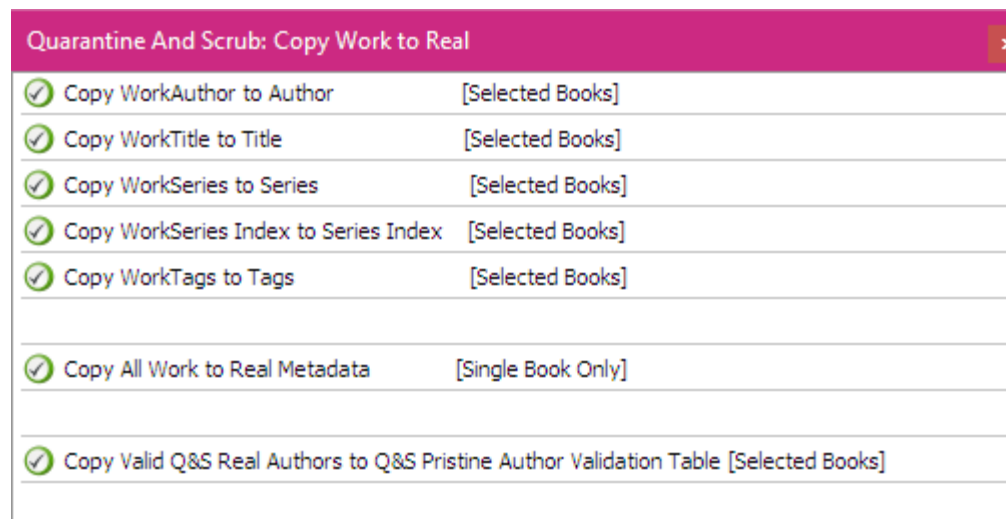 Quarantine And Scrub: Copy Work to Real
Copy WorkAuthor to Author [Selected Books]
Copy WorkTitle to Title [Selected Books]
Copy WorkSeries to Series [Selected Books]
Copy WorkSeries Index to Series Index [Selected Books]
Copy WorkTags to Tags [Selected Books]
Copy All Work to Real Metadata [Single Book Only]
Copy Valid Q&S Real Authors to Q&S Pristine Author Validation Table [Selected Books]